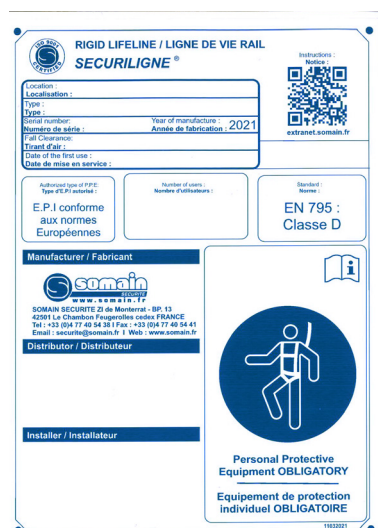 ISO 9001
CERTIFIED
RIGID LIFELINE / LIGNE DE VIE RAIL
SECURILIGNE ®
Instructions :
Notice :
extranet.somain.fr
Location :
Localisation :
Type :
Type :
Serial number:
Numéro de série :
Year of manufacture :
Année de fabrication :
2021
Fall Clearance:
Tirant d'air :
Date of the first use :
Date de mise en service :
Authorized type of P.P.E:
Type d'E.P.I autorisé :
E.P.I conforme
aux normes
Européennes
Number of users :
Nombre d'utilisateurs :
Standard :
Norme :
EN 795 :
Classe D
Manufacturer / Fabricant
somain
SECURITE
www.somain.fr
SOMAIN SECURITE ZI de Monterrat - BP. 13
42501 Le Chambon Feugerolles cedex FRANCE
Tel : +33 (0)4 77 40 54 38 I Fax : +33 (0)4 77 40 54 41
Email : securite@somain.fr I Web : www.somain.fr
Distributor / Distributeur
Installer / Installateur
i
Personal Protective
Equipment OBLIGATORY
Equipement de protection
individuel OBLIGATOIRE
11032021